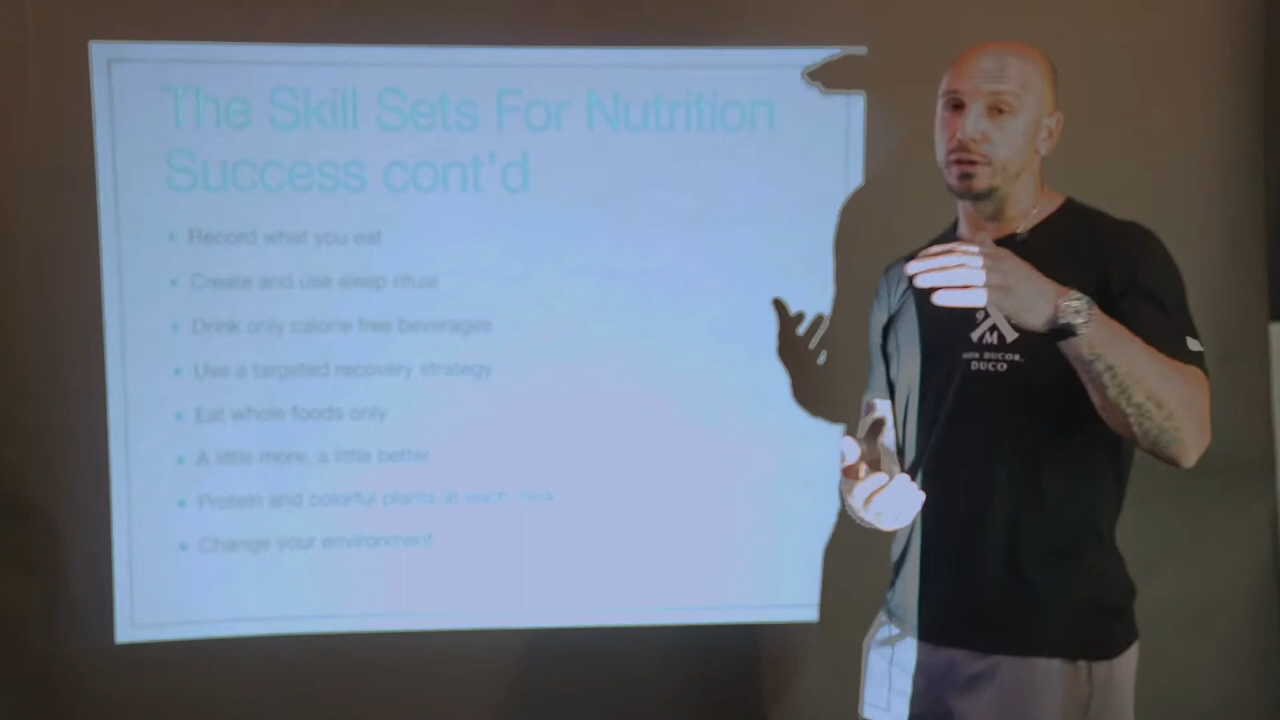 The Skill Sets For Nutrition
Success cont'd
• Record what you eat
• Create and use sleep ritual
• Drink only calorie free beverages
• Use a targeted recovery strategy
• Eat whole foods only
• A little more, a little better
• Protein and colorful plants at each meal
• Change your environment
9
M
DUCOR,
DUCO